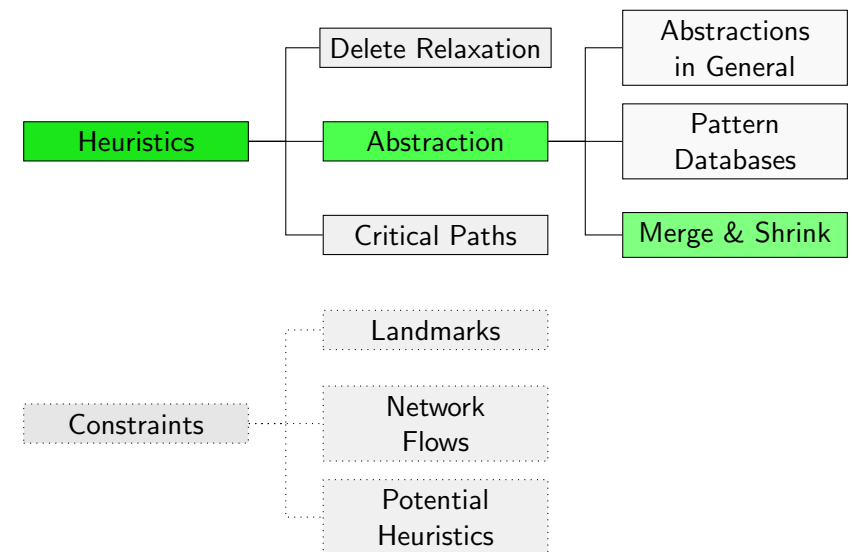 Heuristics
Delete Relaxation
Abstraction
Critical Paths
Abstractions
in General
Pattern
Databases
Merge & Shrink
Constraints
Landmarks
Network
Flows
Potential
Heuristics